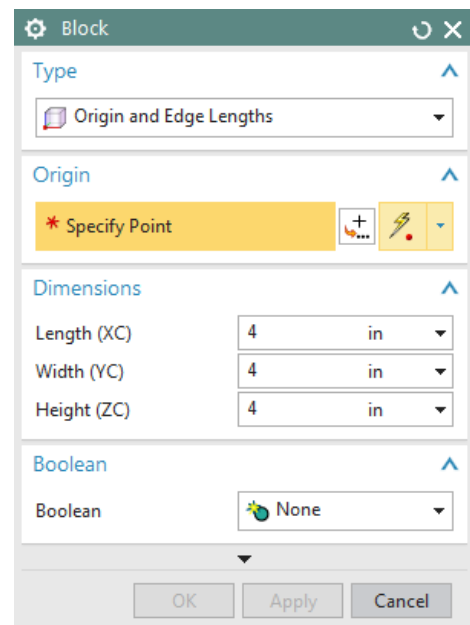 Block
Type
Origin and Edge Lengths
Origin
* Specify Point
Dimensions
Length (XC) 4 in
Width (YC) 4 in
Height (ZC) 4 in
Boolean
Boolean None
OK Apply Cancel